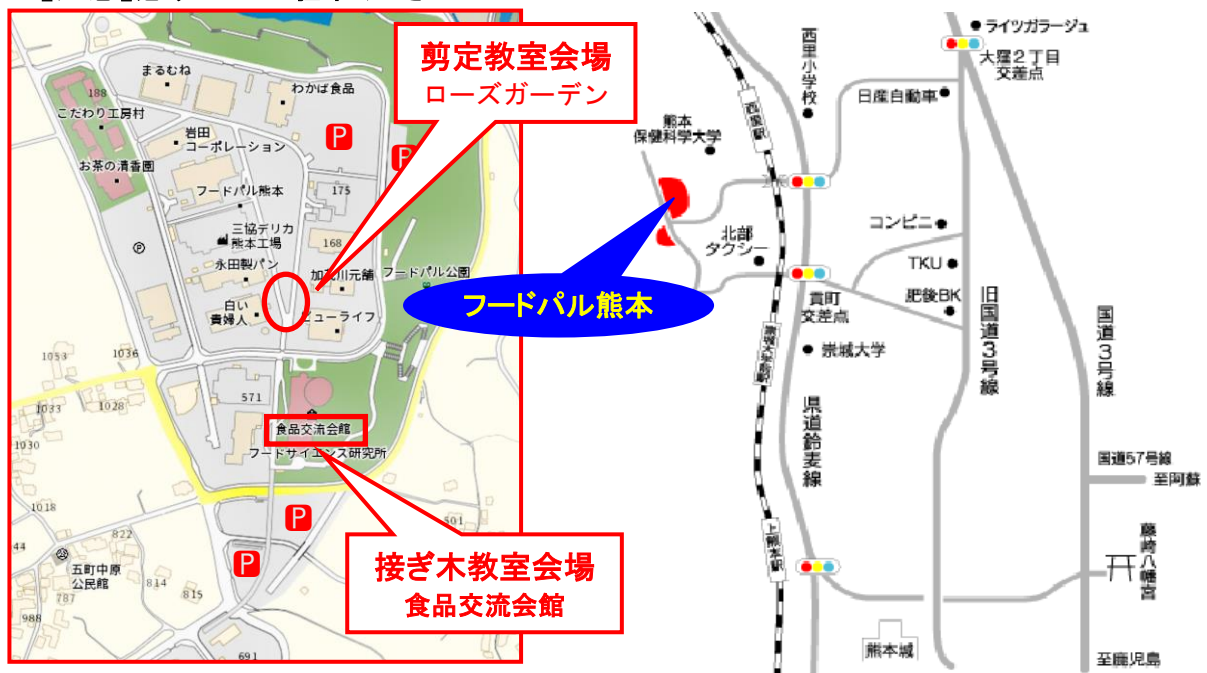 剪定教室会場
ローズガーデン
まるむね
わかば食品
188
こだわり工房村
岩田
コーポレーション
お茶の清香園
P
P
フードパル熊本
175
三協デリカ
熊本工場
168
P
永田製パン
加賀川元舗
フードパル公園
白い
貴婦人
ビューライフ
1053
1036
571
1033
1028
食品交流会館
1030
フードサイエンス研究所
1018
P
501
822
P
44
五町中原
公民館
814
787
815
988
691
接ぎ木教室会場
食品交流会館
ライツガラージュ
大窪2丁目
交差点
西里小学校
日産自動車
西里駅
熊本
保健科学大学
北部
タクシー
コンビニ
TKU
肥後BK
フードパル熊本
貢町
交差点
崇城大学
旧国道3号線
国道3号線
県道鈴麦線
国道57号線
至阿蘇
上熊本駅
藤崎八幡宮
熊本城
至鹿児島